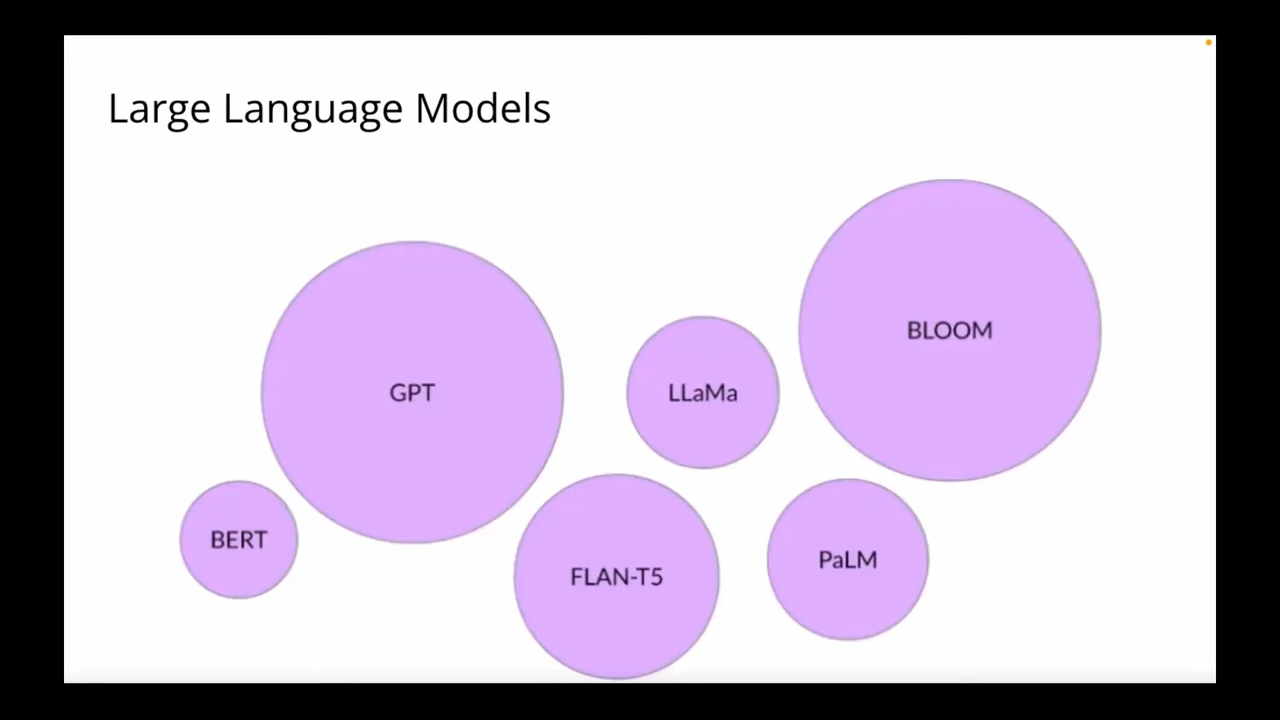 Large Language Models
BLOOM
GPT
LLaMa
BERT
FLAN-T5
PaLM